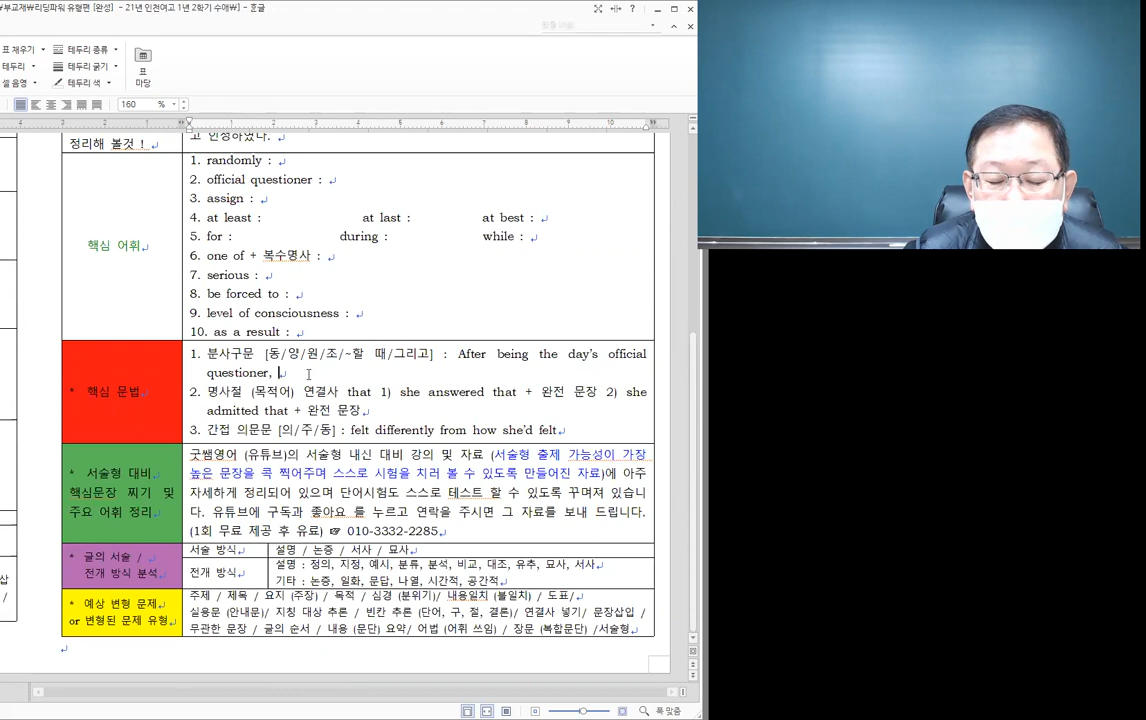 ₩부교재₩리딩파워 유형편 [완성] - 21년 인천여고 1년 2학기 수애₩] - 호글
표 채우기 테두리 종류
테두리 테두리 굵기 표
셀 음영 테두리 색 마당
160 %
3 2 1 1 2 3 4 5 6 7 8 9 10
고 인정하였다.
정리해 볼것 !
핵심 어휘
1. randomly :
2. official questioner :
3. assign :
4. at least : at last : at best :
5. for : during : while :
6. one of + 복수명사 :
7. serious :
8. be forced to :
9. level of consciousness :
10. as a result :
* 핵심 문법
1. 분사구문 [동/양/원/조/~할 때/그리고] : After being the day's official
questioner,
2. 명사절 (목적어) 연결사 that 1) she answered that + 완전 문장 2) she
admitted that + 완전 문장
3. 간접 의문문 [의/주/동] : felt differently from how she'd felt
* 서술형 대비
핵심문장 찌기 및
주요 어휘 정리
굿쌤영어 (유튜브)의 서술형 내신 대비 강의 및 자료 (서술형 출제 가능성이 가장
높은 문장을 콕 찍어주며 스스로 시험을 치러 볼 수 있도록 만들어진 자료)에 아주
자세하게 정리되어 있으며 단어시험도 스스로 테스트 할 수 있도록 꾸며져 있습니
다. 유튜브에 구독과 좋아요 를 누르고 연락을 주시면 그 자료를 보내 드립니다.
(1회 무료 제공 후 유료) ☞ 010-3332-2285
* 글의 서술 /
전개 방식 분석
서술 방식 설명 / 논증 / 서사 / 묘사
전개 방식
설명 : 정의, 지정, 예시, 분류, 분석, 비교, 대조, 유추, 묘사, 서사
기타 : 논증, 일화, 문답, 나열, 시간적, 공간적
* 예상 변형 문제
or 변형된 문제 유형
주제 / 제목 / 요지 (주장) / 목적 / 심경 (분위기)/ 내용일치 (불일치) / 도표/
실용문 (안내문)/ 지칭 대상 추론 / 빈칸 추론 (단어, 구, 절, 결론)/ 연결사 넣기/ 문장삽입 /
무관한 문장 / 글의 순서 / 내용 (문단) 요약/ 어법 (어휘 쓰임) / 장문 (복합문단) /서술형
삽
/
폭 맞춤